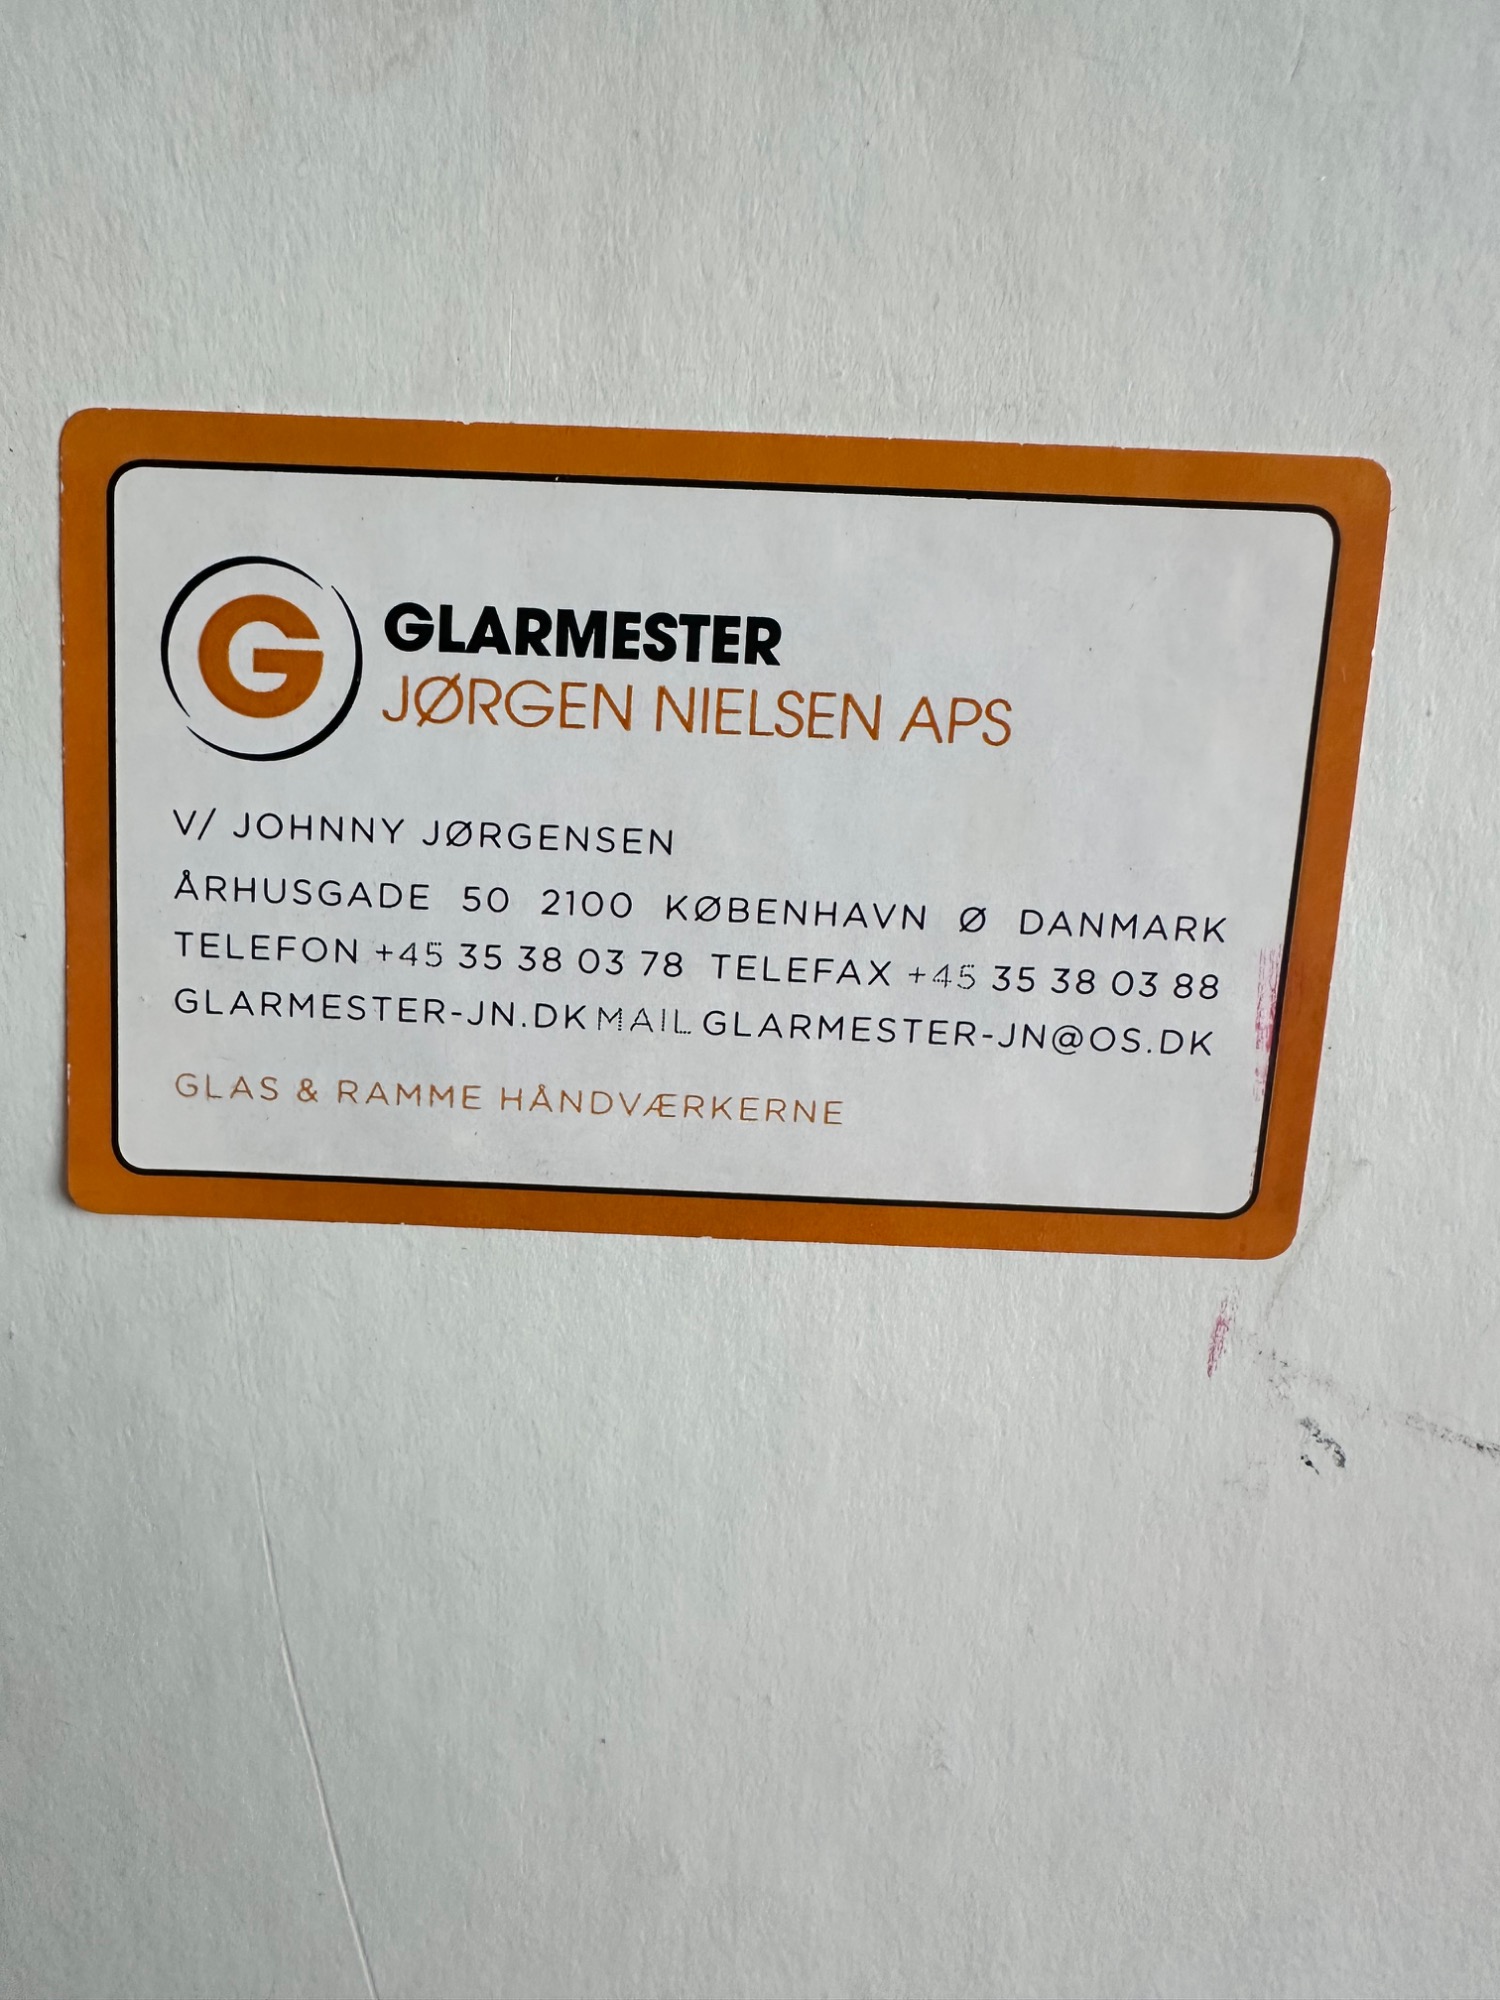 G
GLARMESTER
JØRGEN NIELSEN APS
V/ JOHNNY JØRGENSEN
ÅRHUSGADE 50 2100 KØBENHAVN Ø DANMARK
TELEFON +45 35 38 03 78 TELEFAX +45 35 38 03 88
GLARMESTER-JN.DK MAIL GLARMESTER-JN@OS.DK
GLAS & RAMME HÅNDVÆRKERNE